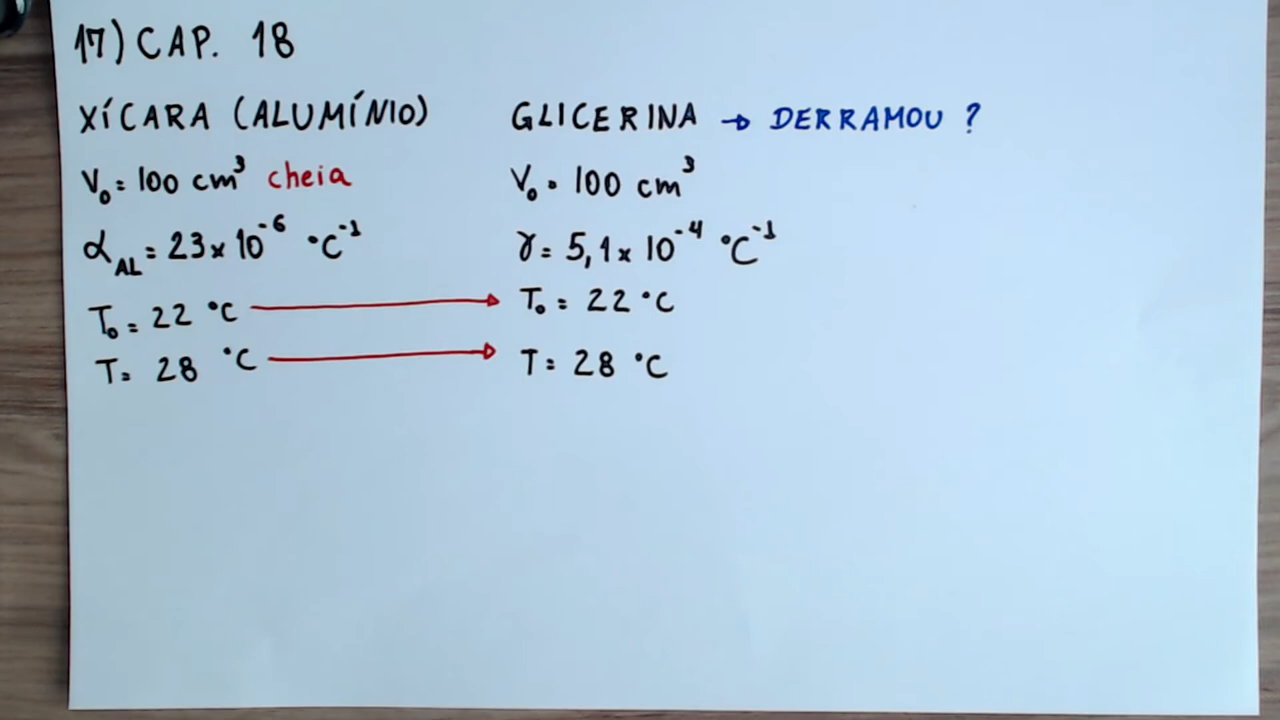 17) CAP. 18
XÍCARA (ALUMÍNIO) GLICERINA → DERRAMOU ?
V₀ = 100 cm³ cheia V₀ = 100 cm³
α_AL = 23 x 10⁻⁶ °C⁻¹ γ = 5,1 x 10⁻⁴ °C⁻¹
T₀ = 22 °C → T₀ = 22 °C
T = 28 °C → T = 28 °C